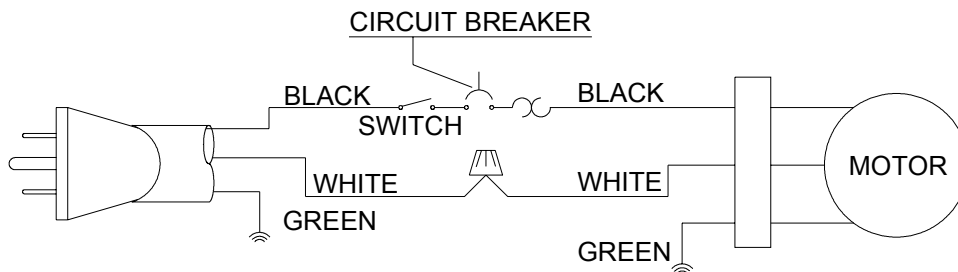 CIRCUIT BREAKER
BLACK
SWITCH
BLACK
WHITE
WHITE
GREEN
GREEN
MOTOR